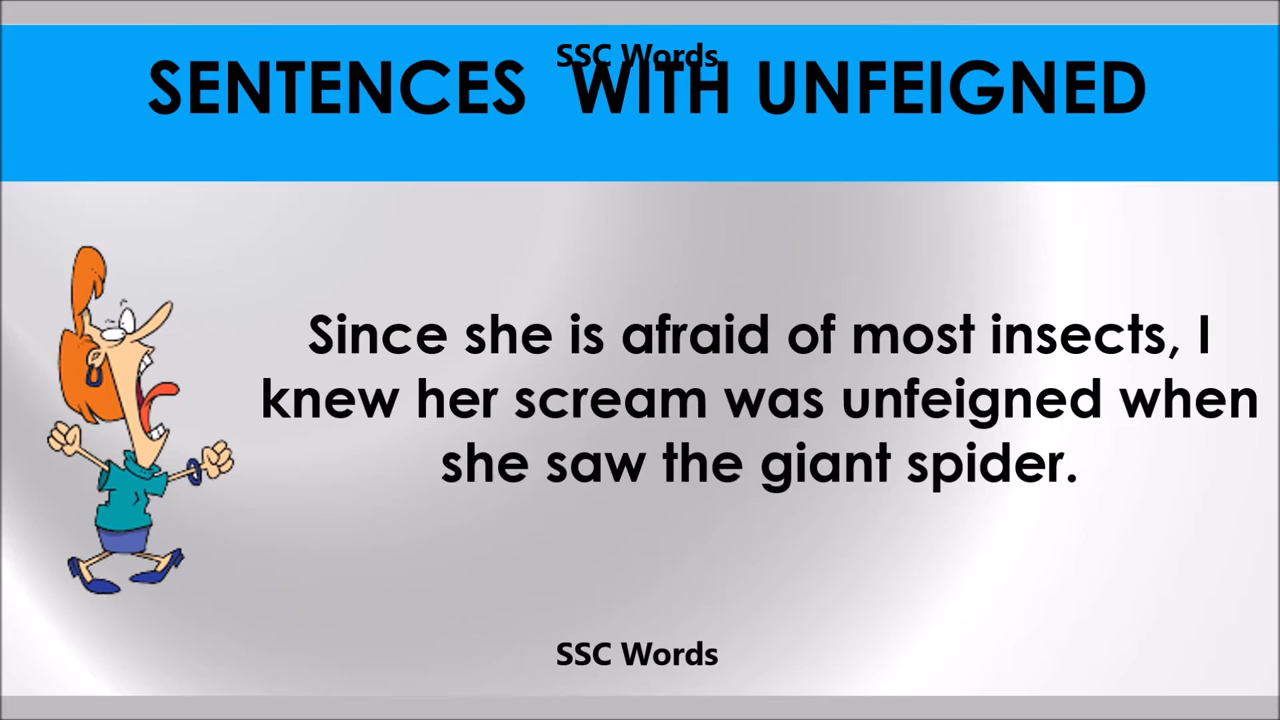 SSC Words
SENTENCES WITH UNFEIGNED
Since she is afraid of most insects, I
knew her scream was unfeigned when
she saw the giant spider.
SSC Words